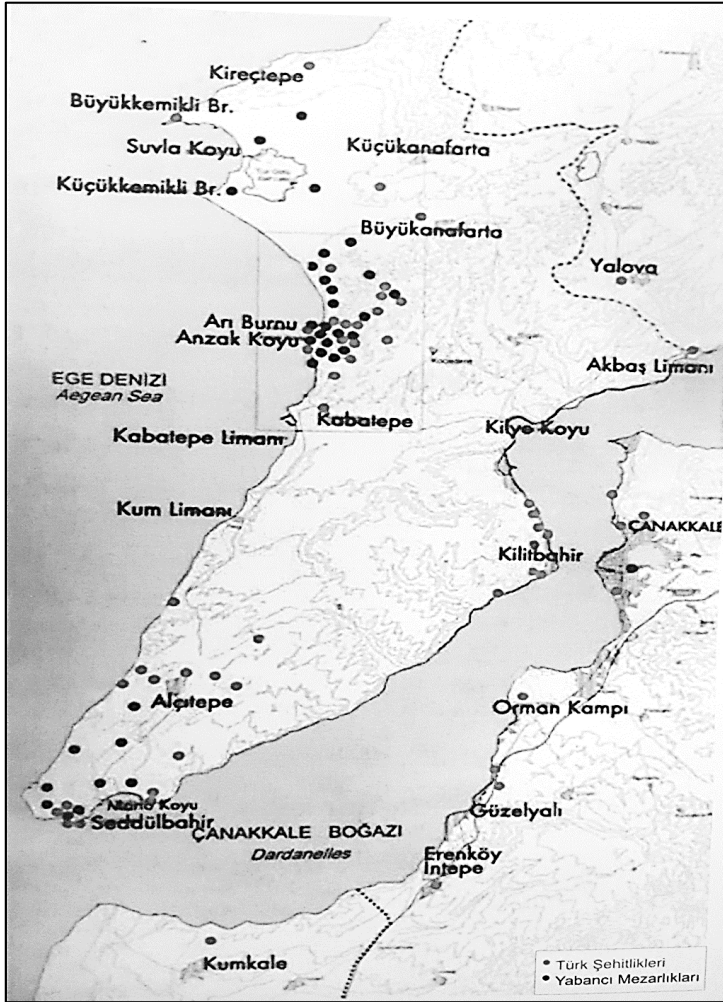 Kireçtepe
Büyükkemikli Br.
Suvla Koyu
Küçükanafarta
Küçükkemikli Br.
Büyükanafarta
Yalova
Arı Burnu
Anzak Koyu
Akbaş Limanı
EGE DENİZİ
Aegean Sea
Kabatepe
Kilye Koyu
Kabatepe Limanı
Kum Limanı
ÇANAKKALE
Kilitbahir
Alçıtepe
Orman Kampı
Koyu
Seddülbahir
Güzelyalı
ÇANAKKALE BOĞAZI
Dardanelles
Erenköy
Intepe
Kumkale
Türk Şehitlikleri
Yabancı Mezarlıkları